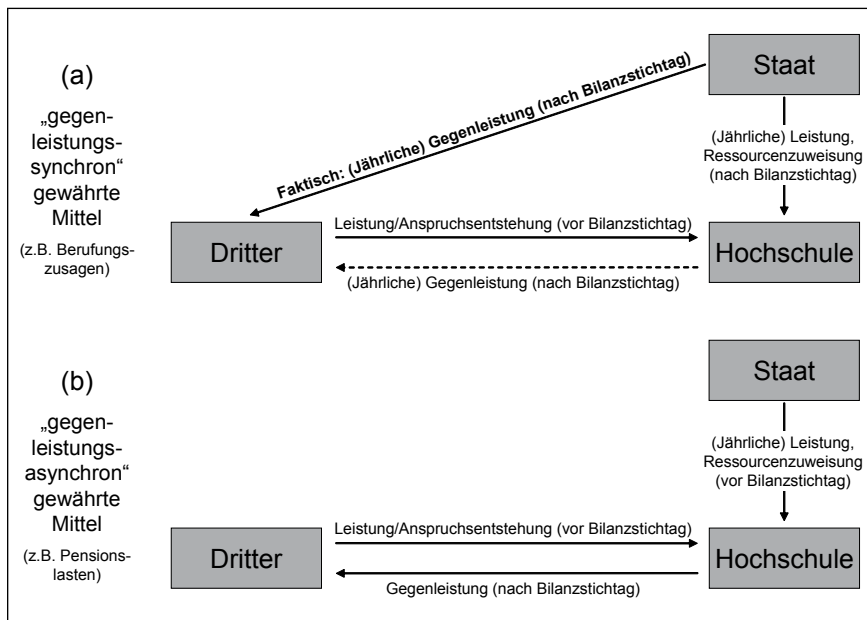 (a)
„gegen-
leistungs-
synchron“
gewährte
Mittel
(z.B. Berufungs-
zusagen)
Staat
Faktisch: (Jährliche) Gegenleistung (nach Bilanzstichtag)
(Jährliche) Leistung,
Ressourcenzuweisung
(nach Bilanzstichtag)
Dritter
Leistung/Anspruchsentstehung (vor Bilanzstichtag)
(Jährliche) Gegenleistung (nach Bilanzstichtag)
Hochschule
(b)
„gegen-
leistungs-
asynchron“
gewährte
Mittel
(z.B. Pensions-
lasten)
Staat
(Jährliche) Leistung,
Ressourcenzuweisung
(vor Bilanzstichtag)
Dritter
Leistung/Anspruchsentstehung (vor Bilanzstichtag)
Gegenleistung (nach Bilanzstichtag)
Hochschule